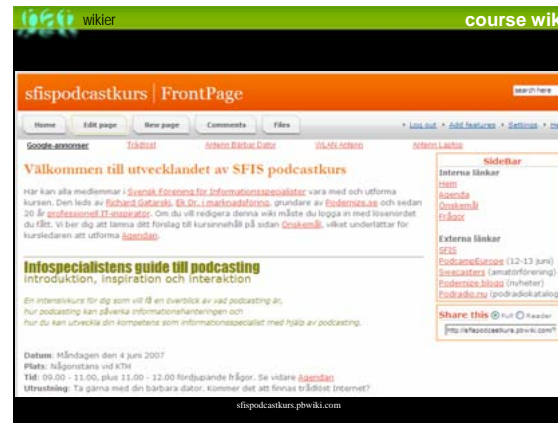 wikier
course wik
sfispodcastkurs | FrontPage
search here
Home Edit page New page Comments Files
• Log out • Add features • Settings • He
Google-annonser Trådlöst Antenn Bärbar Dator WLAN Antenn Antenn Laptop
Välkommen till utvecklandet av SFIS podcastkurs
Här kan alla medlemmar i Svensk Förening för Informationsspecialister vara med och utforma
kursen. Den leds av Richard Gatarski, Ek Dr. i marknadsföring, grundare av Podernize.se och sedan
20 år professionell IT-inspirator. Om du vill redigera denna wiki måste du logga in med lösenordet
du fått. Vi ber dig att lämna ditt förslag till kursinnehåll på sidan Önskemål, vilket underlättar för
kursledaren att utforma Agendan.
Infospecialistens guide till podcasting
introduktion, inspiration och interaktion
En intensivkurs för dig som vill få en överblick av vad podcasting är,
hur podcasting kan påverka informationshanteringen och
hur du kan utveckla din kompetens som informationsspecialist med hjälp av podcasting.
Datum: Måndagen den 4 juni 2007
Plats: Någonstans vid KTH
Tid: 09.00 - 11.00, plus 11.00 - 12.00 fördjupande frågor. Se vidare Agendan
Utrustning: Ta gärna med din bärbara dator. Kommer det att finnas trådlöst Internet?
SideBar
Interna länkar
Hem
Agenda
Önskemål
Frågor
Externa länkar
SFIS
PodcampEurope (12-13 juni)
Swecasters (amatörförening)
Podernize blogg (nyheter)
Podradio.nu (podradiokatalog
Share this Full Reader
http://sfispodcastkurs.pbwiki.com/?
sfispodcastkurs.pbwiki.com